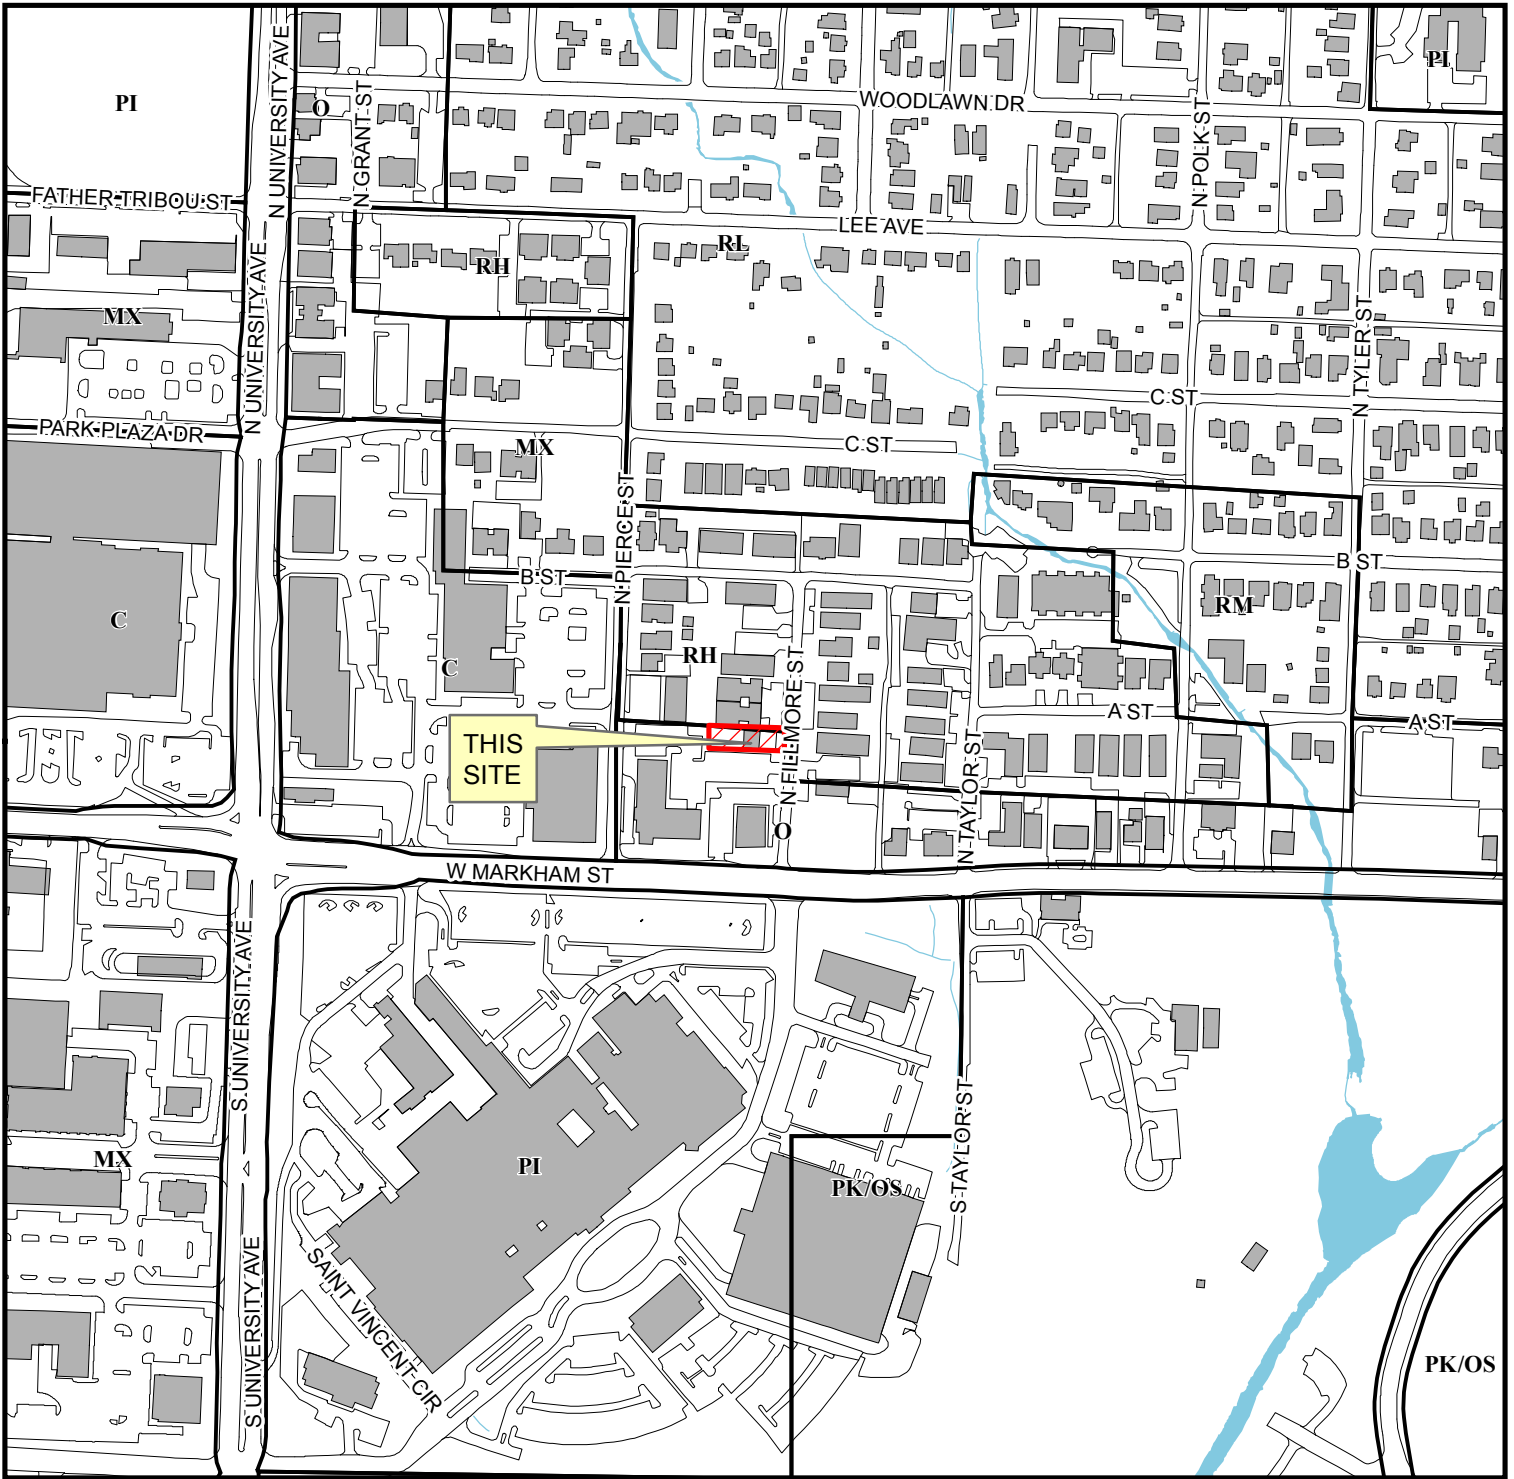 PI
N UNIVERSITY AVE
O
N GRANT ST
WOODLAWN DR
N POLK ST
PI
FATHER TRIBOU ST
LEE AVE
RL
RH
N UNIVERSITY AVE
MX
N TYLER ST
C ST
PARK PLAZA DR
MX
C ST
N PIERCE ST
B ST
B ST
C
RM
RH
C
N FILLMORE ST
A ST
A ST
THIS
SITE
N TAYLOR ST
O
W MARKHAM ST
S UNIVERSITY AVE
S TAYLOR ST
MX
PI
PK/OS
SAINT VINCENT CIR
S UNIVERSITY AVE
PK/OS